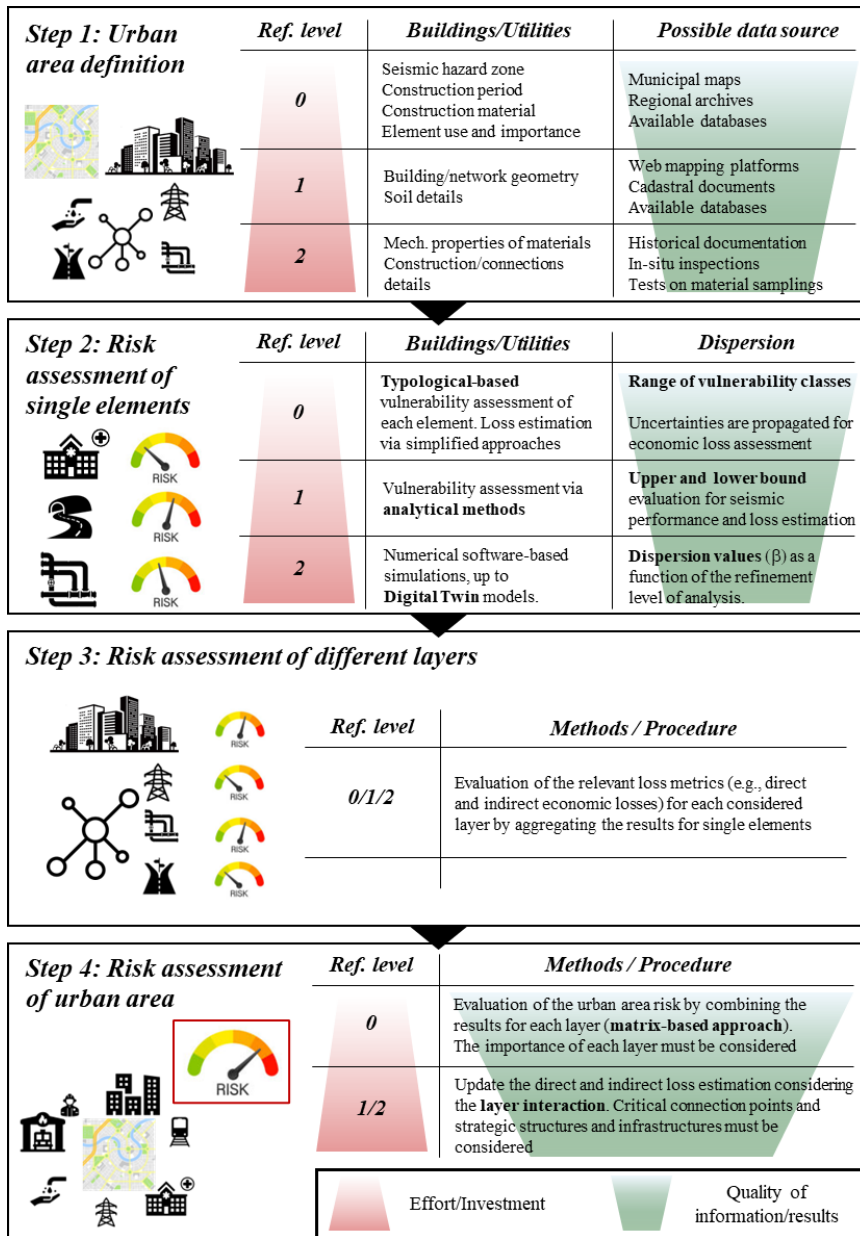 Step 1: Urban
area definition
Ref. level
Buildings/Utilities
Possible data source
0
Seismic hazard zone
Construction period
Construction material
Element use and importance
Municipal maps
Regional archives
Available databases
1
Building/network geometry
Soil details
Web mapping platforms
Cadastral documents
Available databases
2
Mech. properties of materials
Construction/connections
details
Historical documentation
In-situ inspections
Tests on material samplings
Step 2: Risk
assessment of
single elements
RISK
RISK
RISK
Ref. level
Buildings/Utilities
Dispersion
0
Typological-based
vulnerability assessment of
each element. Loss estimation
via simplified approaches
Range of vulnerability classes
Uncertainties are propagated for
economic loss assessment
1
Vulnerability assessment via
analytical methods
Upper and lower bound
evaluation for seismic
performance and loss estimation
2
Numerical software-based
simulations, up to
Digital Twin models.
Dispersion values (β) as a
function of the refinement
level of analysis.
Step 3: Risk assessment of different layers
RISK
RISK
RISK
RISK
Ref. level
Methods / Procedure
0/1/2
Evaluation of the relevant loss metrics (e.g., direct
and indirect economic losses) for each considered
layer by aggregating the results for single elements
Step 4: Risk assessment
of urban area
RISK
Ref. level
Methods / Procedure
0
Evaluation of the urban area risk by combining the
results for each layer (matrix-based approach).
The importance of each layer must be considered
1/2
Update the direct and indirect loss estimation considering
the layer interaction. Critical connection points and
strategic structures and infrastructures must be
considered
Effort/Investment
Quality of
information/results